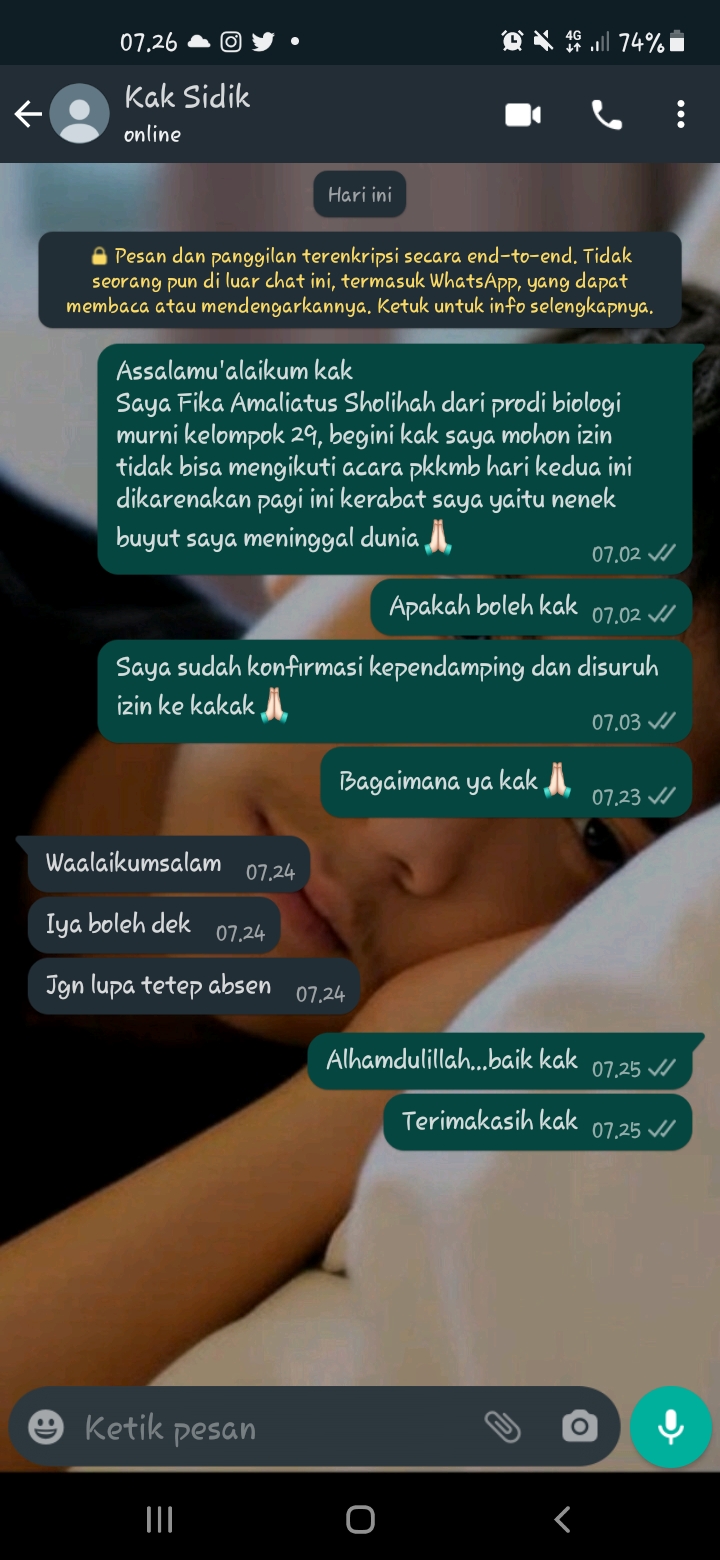 07.26
4G
74%
Kak Sidik
online
Hari ini
Pesan dan panggilan terenkripsi secara end-to-end. Tidak
seorang pun di luar chat ini, termasuk WhatsApp, yang dapat
membaca atau mendengarkannya. Ketuk untuk info selengkapnya.
Assalamu'alaikum kak
Saya Fika Amaliatus Sholihah dari prodi biologi
murni kelompok 29, begini kak saya mohon izin
tidak bisa mengikuti acara pkkmb hari kedua ini
dikarenakan pagi ini kerabat saya yaitu nenek
buyut saya meninggal dunia🙏🏻
07.02
Apakah boleh kak 07.02
Saya sudah konfirmasi kependamping dan disuruh
izin ke kakak🙏🏻
07.03
Bagaimana ya kak🙏🏻 07.23
Waalaikumsalam 07.24
Iya boleh dek 07.24
Jgn lupa tetep absen 07.24
Alhamdulillah...baik kak 07.25
Terimakasih kak 07.25
Ketik pesan